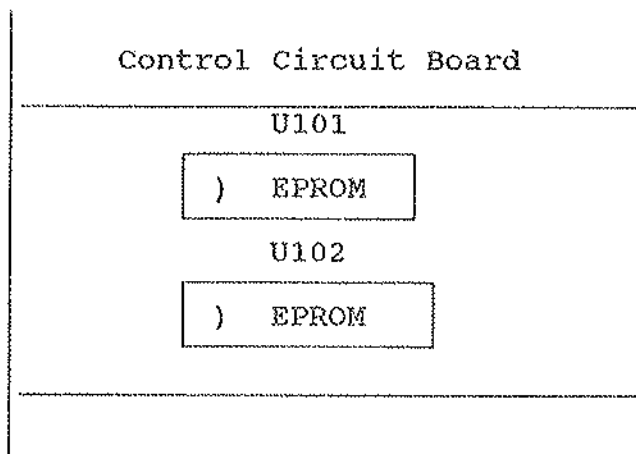 Control Circuit Board
U101
) EPROM
U102
) EPROM